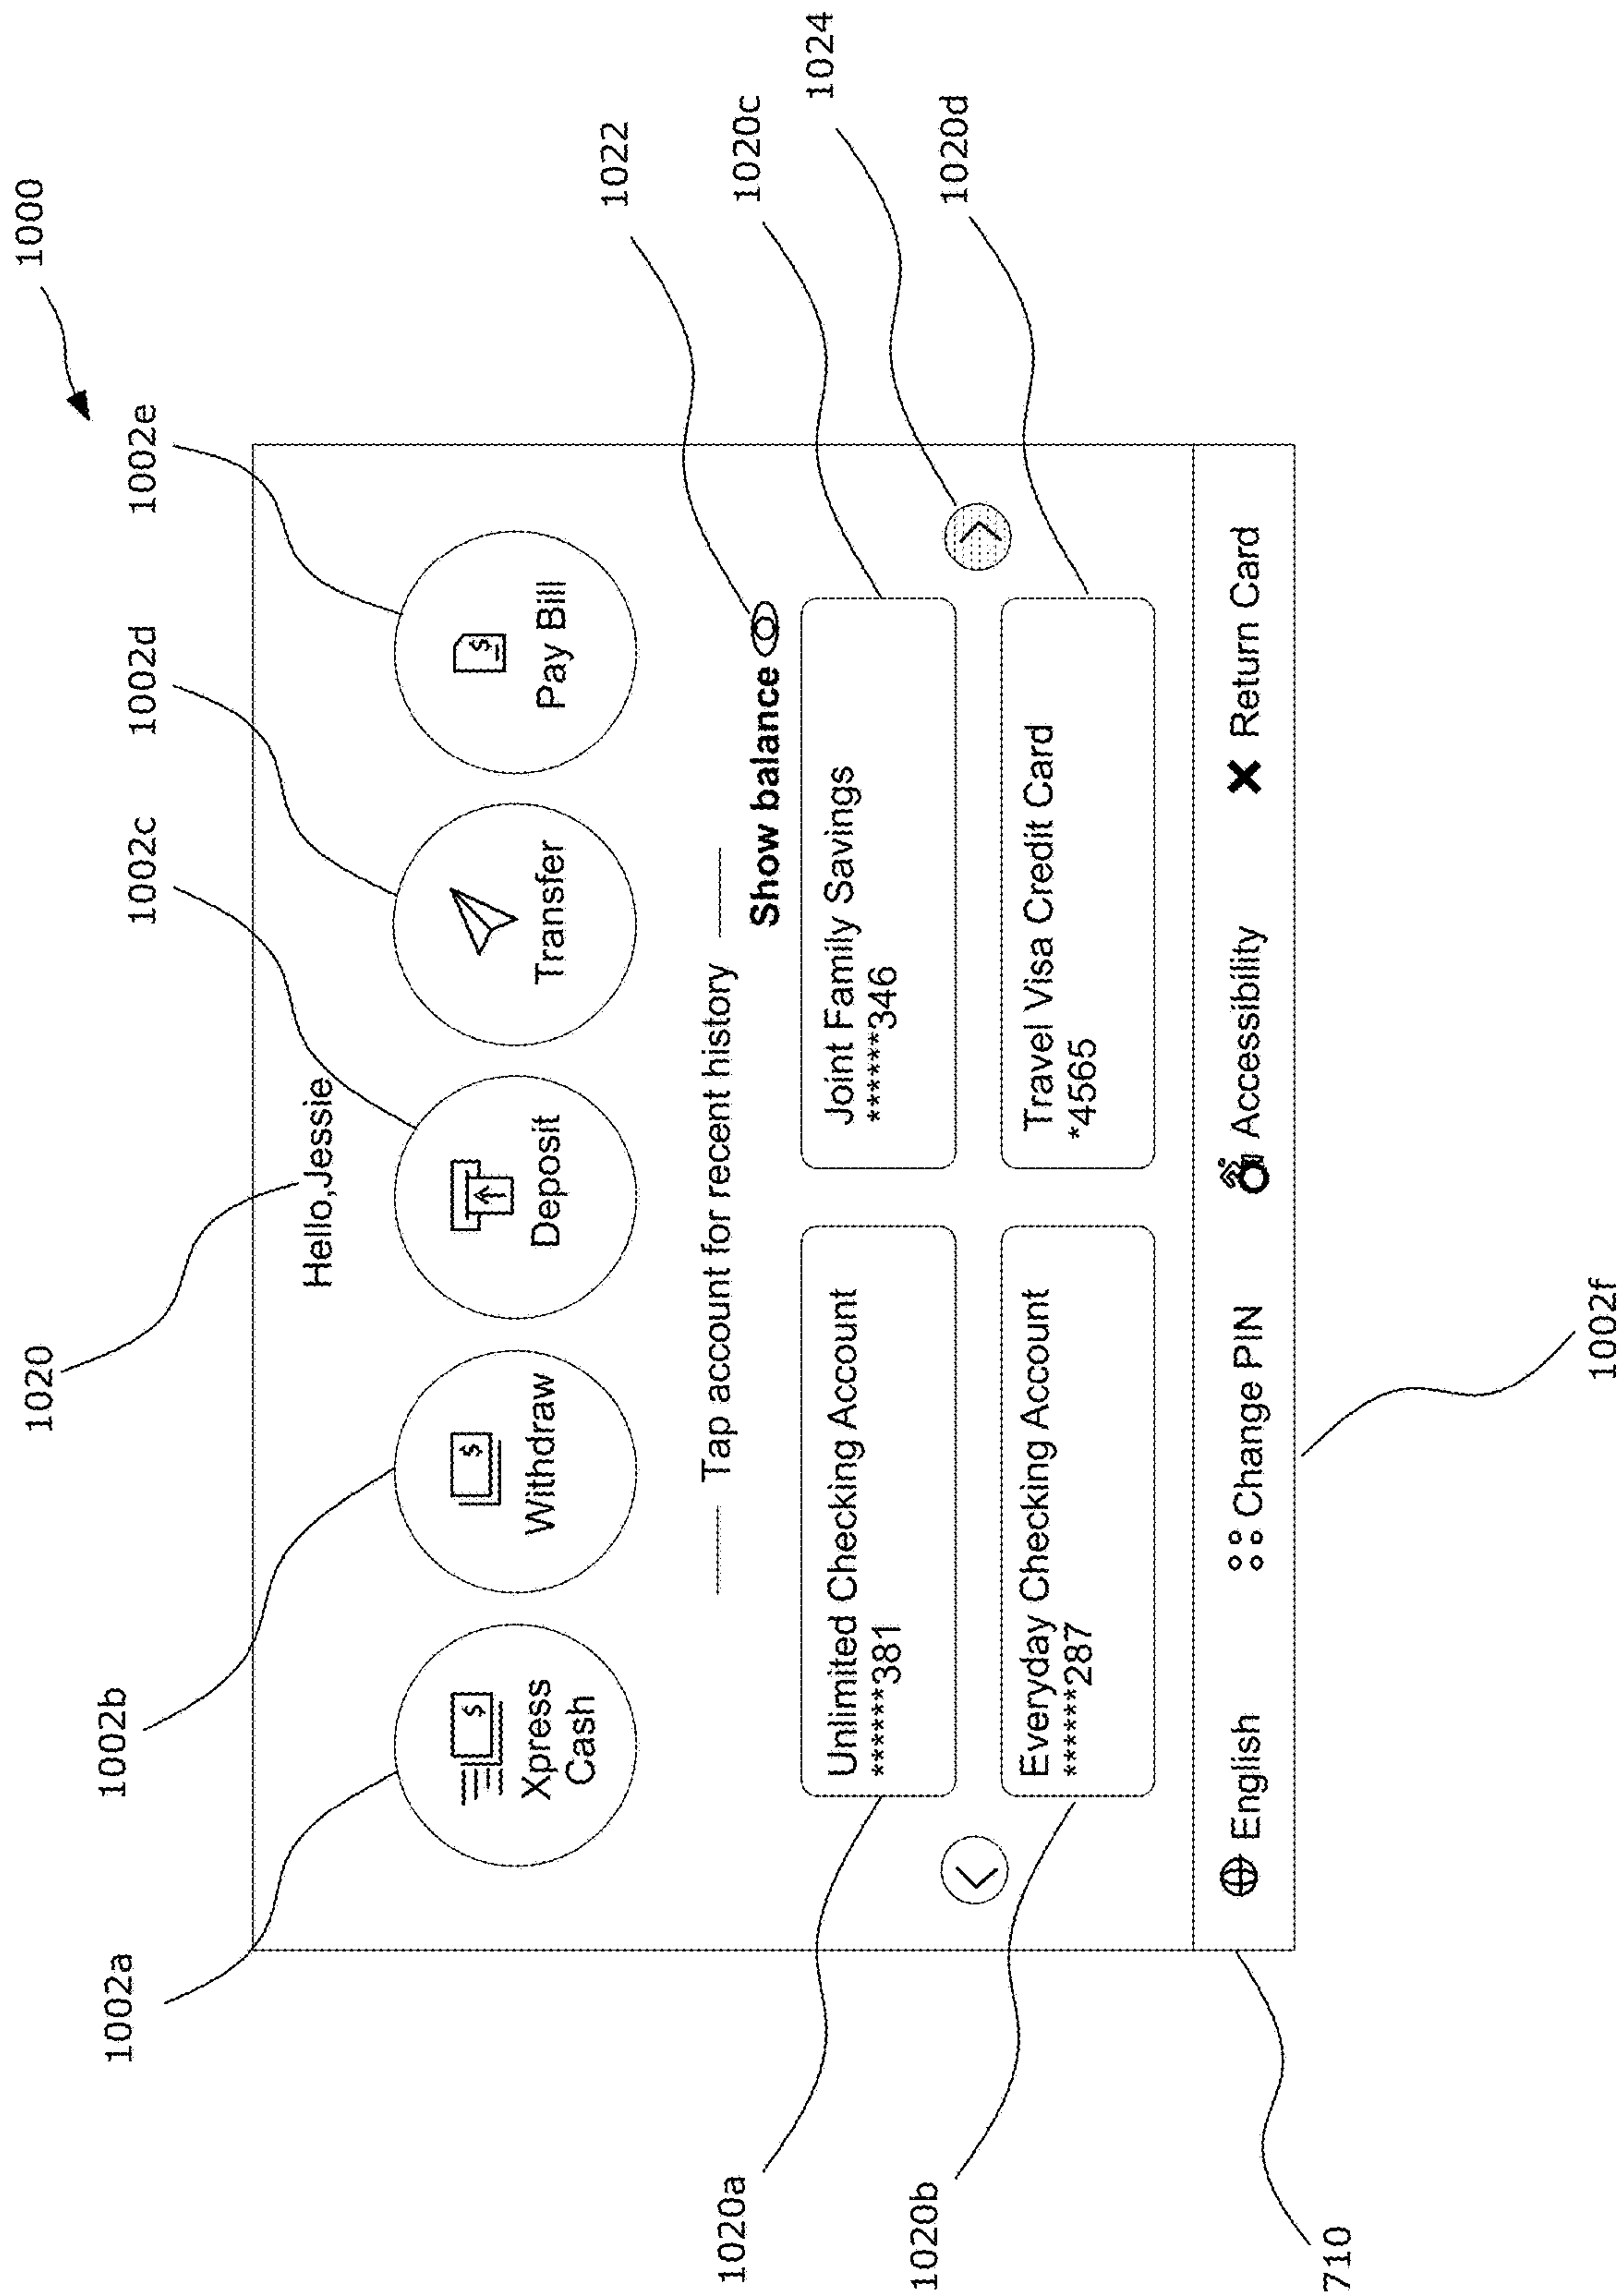 1000
1020
1002a
1002b
1002c
1002d
1002e
Hello,Jessie
Xpress
Cash
Withdraw
Deposit
Transfer
Pay Bill
Tap account for recent history
Show balance
1022
Unlimited Checking Account
******381
Joint Family Savings
******346
1020a
1020c
1024
Everyday Checking Account
******287
Travel Visa Credit Card
*4565
1020b
1020d
English
Change PIN
Accessibility
Return Card
710
1002f